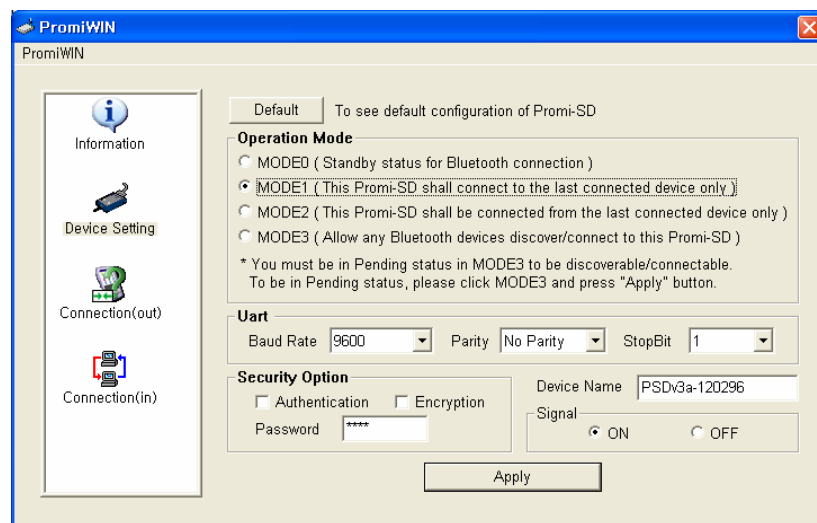 PromiWIN
PromiWIN
Information
Device Setting
Connection(out)
Connection(in)
Default To see default configuration of Promi-SD
Operation Mode
MODE0 ( Standby status for Bluetooth connection )
MODE1 ( This Promi-SD shall connect to the last connected device only )
MODE2 ( This Promi-SD shall be connected from the last connected device only )
MODE3 ( Allow any Bluetooth devices discover/connect to this Promi-SD )
* You must be in Pending status in MODE3 to be discoverable/connectable.
To be in Pending status, please click MODE3 and press "Apply" button.
Uart
Baud Rate 9600 Parity No Parity StopBit 1
Security Option
Authentication Encryption
Password ****
Device Name PSDv3a-120296
Signal
ON OFF
Apply